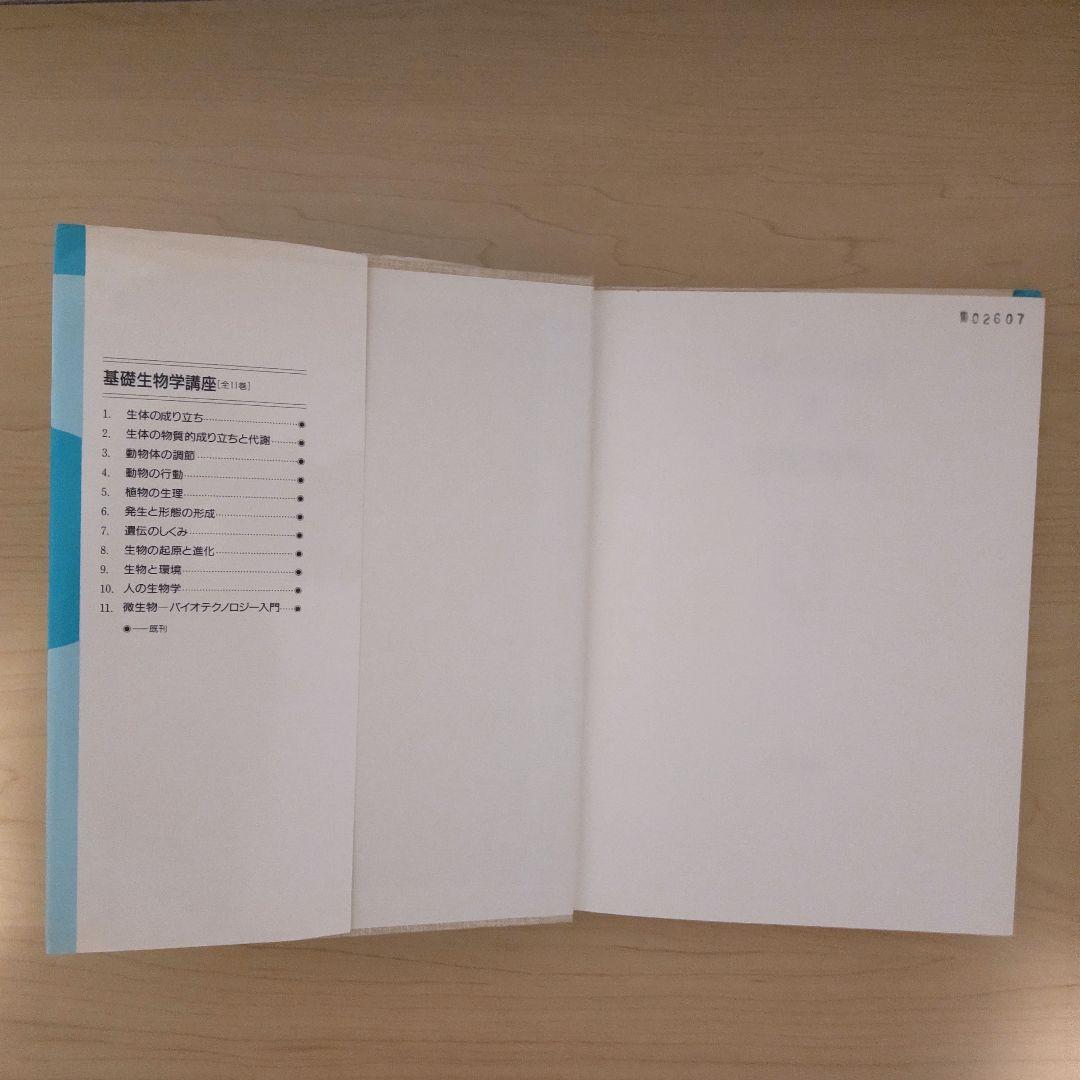 基礎生物学講座[全11巻]
1. 生体の成り立ち
2. 生体の物質的成り立ちと代謝
3. 動物体の調節
4. 動物の行動
5. 植物の生理
6. 発生と形態の形成
7. 遺伝のしくみ
8. 生物の起原と進化
9. 生物と環境
10. 人の生物学
11. 微生物—バイオテクノロジー入門
◉——既刊
02607